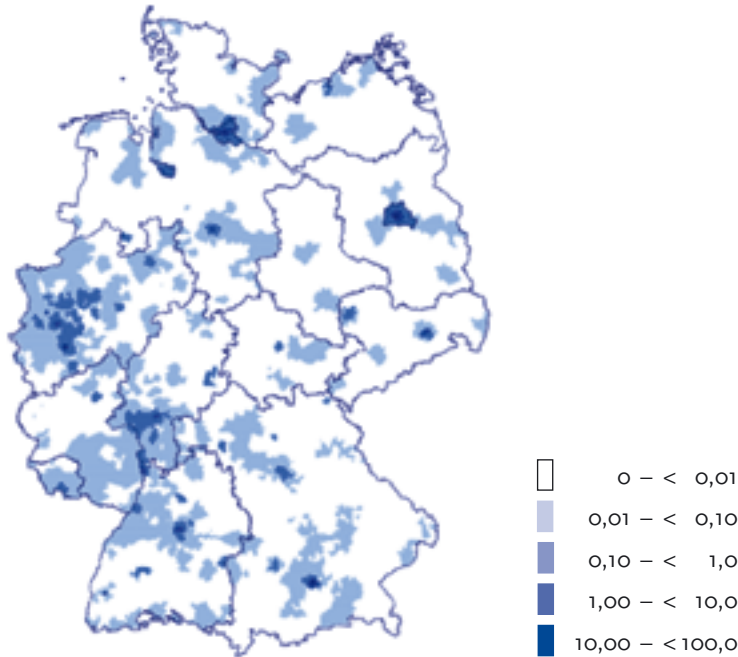 0 – < 0,01
0,01 – < 0,10
0,10 – < 1,0
1,00 – < 10,0
10,00 – < 100,0